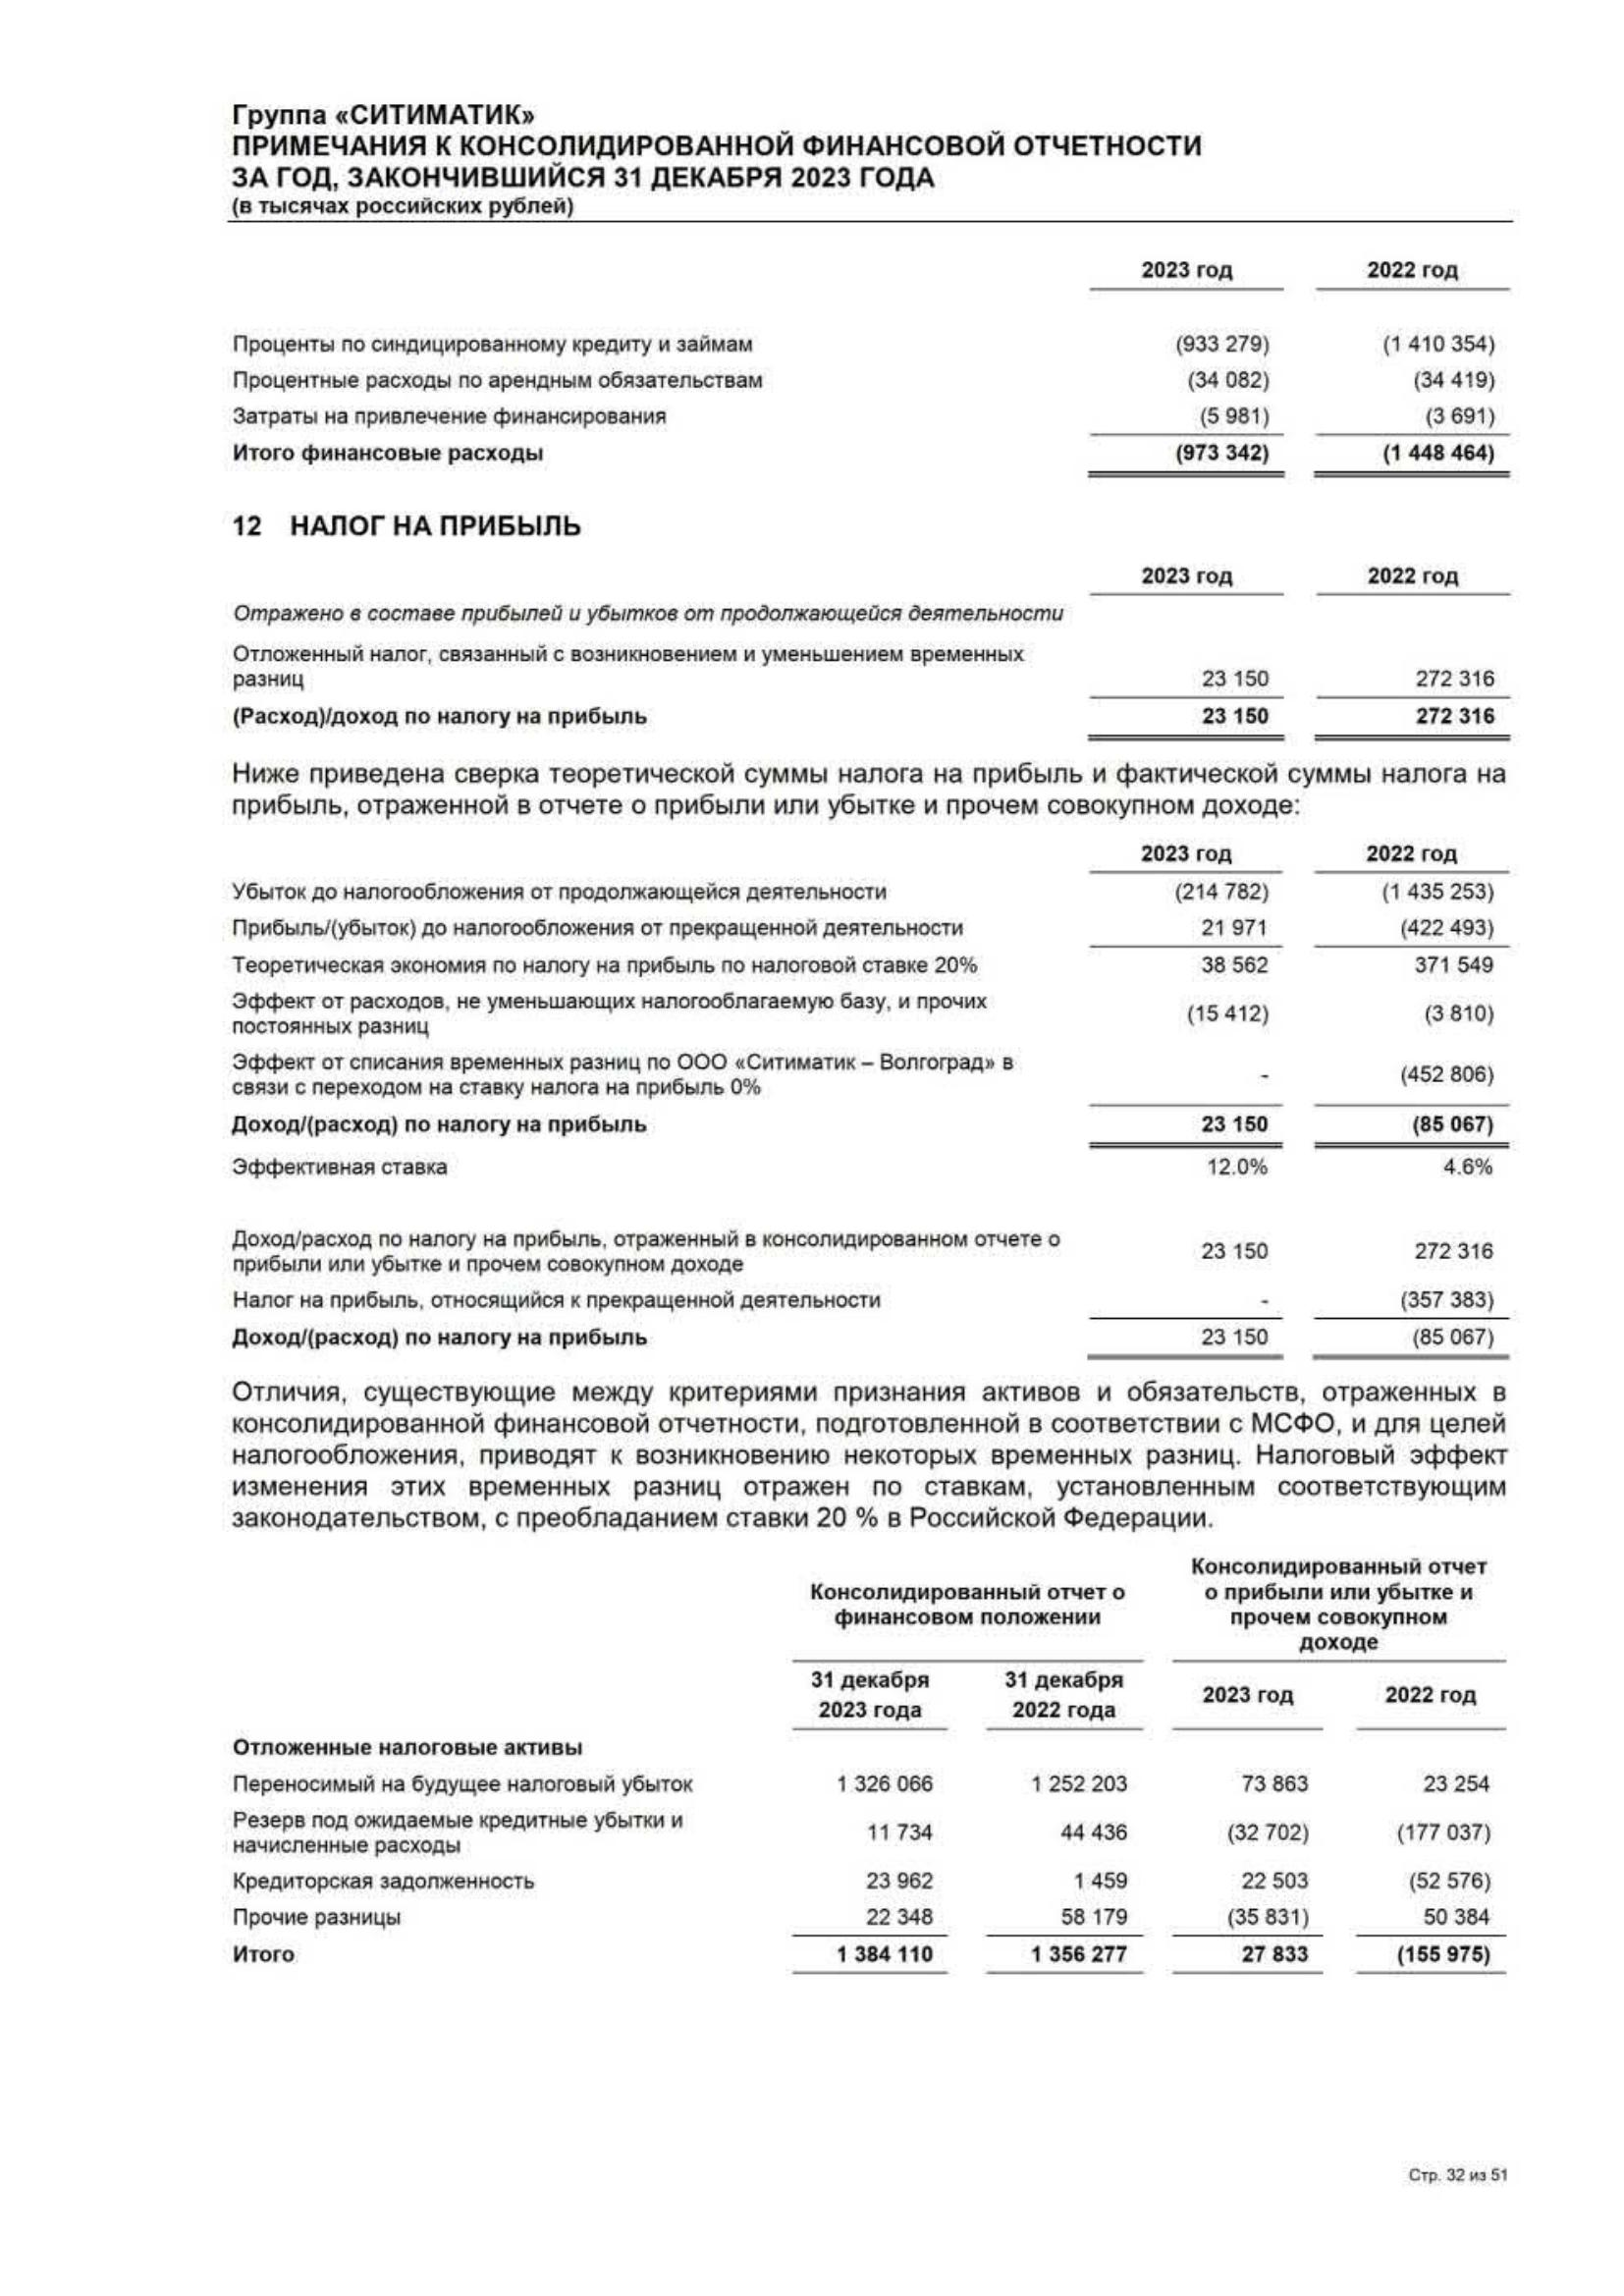 Группа «СИТИМАТИК»
ПРИМЕЧАНИЯ К КОНСОЛИДИРОВАННОЙ ФИНАНСОВОЙ ОТЧЕТНОСТИ
ЗА ГОД, ЗАКОНЧИВШИЙСЯ 31 ДЕКАБРЯ 2023 ГОДА
(в тысячах российских рублей)
2023 год 2022 год
Проценты по синдицированному кредиту и займам (933 279) (1 410 354)
Процентные расходы по арендным обязательствам (34 082) (34 419)
Затраты на привлечение финансирования (5 981) (3 691)
Итого финансовые расходы (973 342) (1 448 464)
12 НАЛОГ НА ПРИБЫЛЬ
2023 год 2022 год
Отражено в составе прибылей и убытков от продолжающейся деятельности
Отложенный налог, связанный с возникновением и уменьшением временных
разниц 23 150 272 316
(Расход)/доход по налогу на прибыль 23 150 272 316
Ниже приведена сверка теоретической суммы налога на прибыль и фактической суммы налога на
прибыль, отраженной в отчете о прибыли или убытке и прочем совокупном доходе:
2023 год 2022 год
Убыток до налогообложения от продолжающейся деятельности (214 782) (1 435 253)
Прибыль/(убыток) до налогообложения от прекращенной деятельности 21 971 (422 493)
Теоретическая экономия по налогу на прибыль по налоговой ставке 20% 38 562 371 549
Эффект от расходов, не уменьшающих налогооблагаемую базу, и прочих
постоянных разниц (15 412) (3 810)
Эффект от списания временных разниц по ООО «Ситиматик – Волгоград» в
связи с переходом на ставку налога на прибыль 0% - (452 806)
Доход/(расход) по налогу на прибыль 23 150 (85 067)
Эффективная ставка 12.0% 4.6%
Доход/расход по налогу на прибыль, отраженный в консолидированном отчете о
прибыли или убытке и прочем совокупном доходе 23 150 272 316
Налог на прибыль, относящийся к прекращенной деятельности - (357 383)
Доход/(расход) по налогу на прибыль 23 150 (85 067)
Отличия, существующие между критериями признания активов и обязательств, отраженных в
консолидированной финансовой отчетности, подготовленной в соответствии с МСФО, и для целей
налогообложения, приводят к возникновению некоторых временных разниц. Налоговый эффект
изменения этих временных разниц отражен по ставкам, установленным соответствующим
законодательством, с преобладанием ставки 20 % в Российской Федерации.
Консолидированный отчет о
финансовом положении
Консолидированный отчет
о прибыли или убытке и
прочем совокупном
доходе
31 декабря
2023 года
31 декабря
2022 года
2023 год 2022 год
Отложенные налоговые активы
Переносимый на будущее налоговый убыток 1 326 066 1 252 203 73 863 23 254
Резерв под ожидаемые кредитные убытки и
начисленные расходы 11 734 44 436 (32 702) (177 037)
Кредиторская задолженность 23 962 1 459 22 503 (52 576)
Прочие разницы 22 348 58 179 (35 831) 50 384
Итого 1 384 110 1 356 277 27 833 (155 975)
Стр. 32 из 51